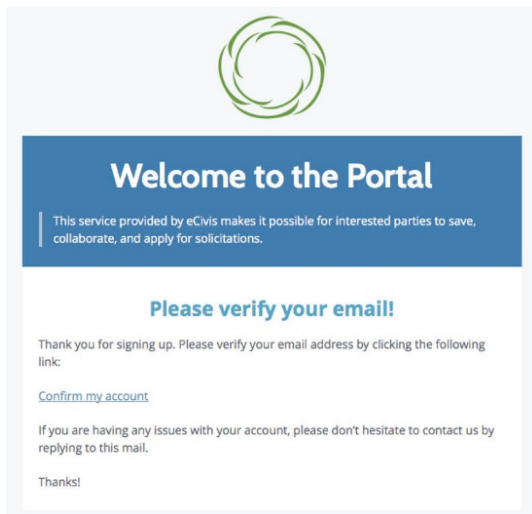 Welcome to the Portal
This service provided by eCivis makes it possible for interested parties to save,
collaborate, and apply for solicitations.
Please verify your email!
Thank you for signing up. Please verify your email address by clicking the following
link:
Confirm my account
If you are having any issues with your account, please don’t hesitate to contact us by
replying to this mail.
Thanks!